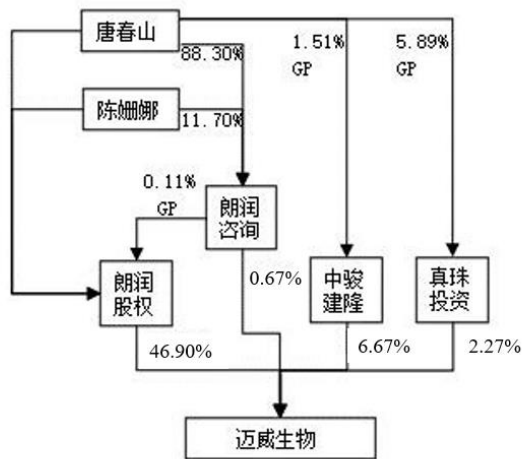 唐春山
88.30%
1.51%
GP
5.89%
GP
陈姗娜
11.70%
0.11%
GP
朗润
咨询
朗润
股权
0.67%
中骏
建隆
真珠
投资
46.90%
6.67%
2.27%
迈威生物